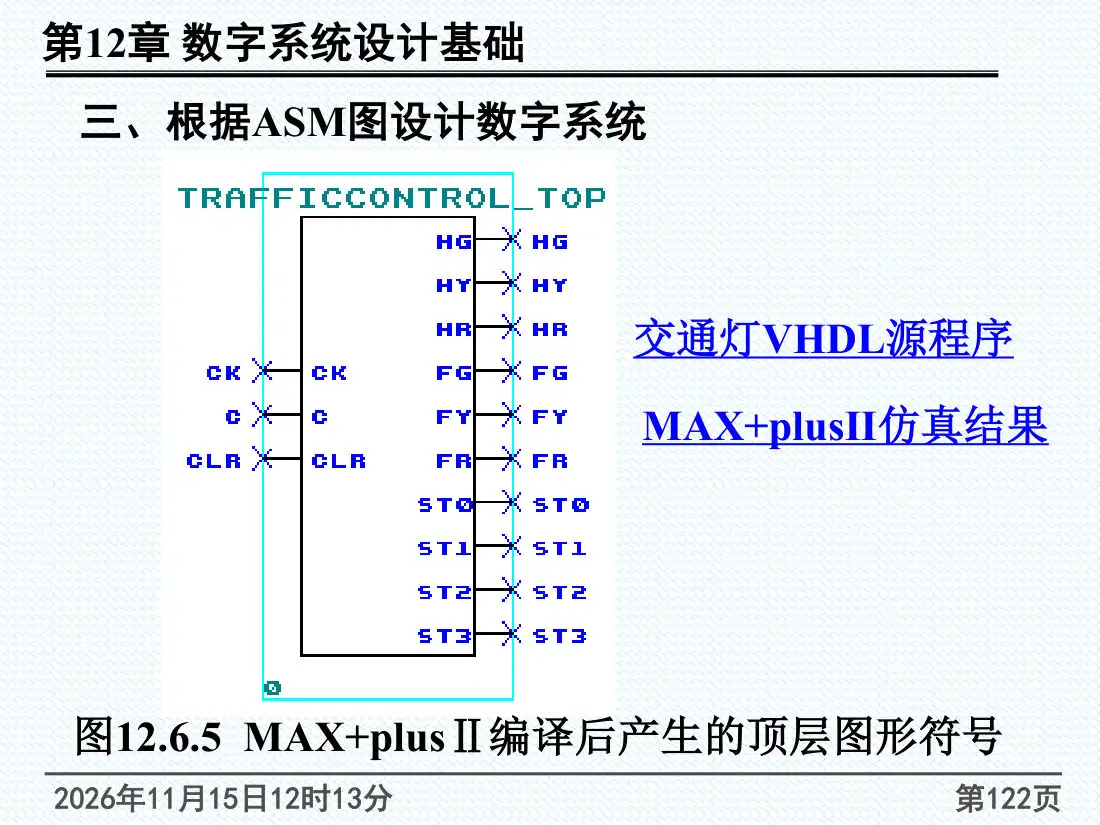 第12章 数字系统设计基础
三、根据ASM图设计数字系统
TRAFFICCONTROL_TOP
HG HG
HY HY
HR HR
CK CK FG FG
C C FY FY
CLR CLR FR FR
ST0 ST0
ST1 ST1
ST2 ST2
ST3 ST3
0
交通灯VHDL源程序
MAX+plusII仿真结果
图12.6.5 MAX+plusⅡ编译后产生的顶层图形符号
2026年11月15日12时13分 第122页